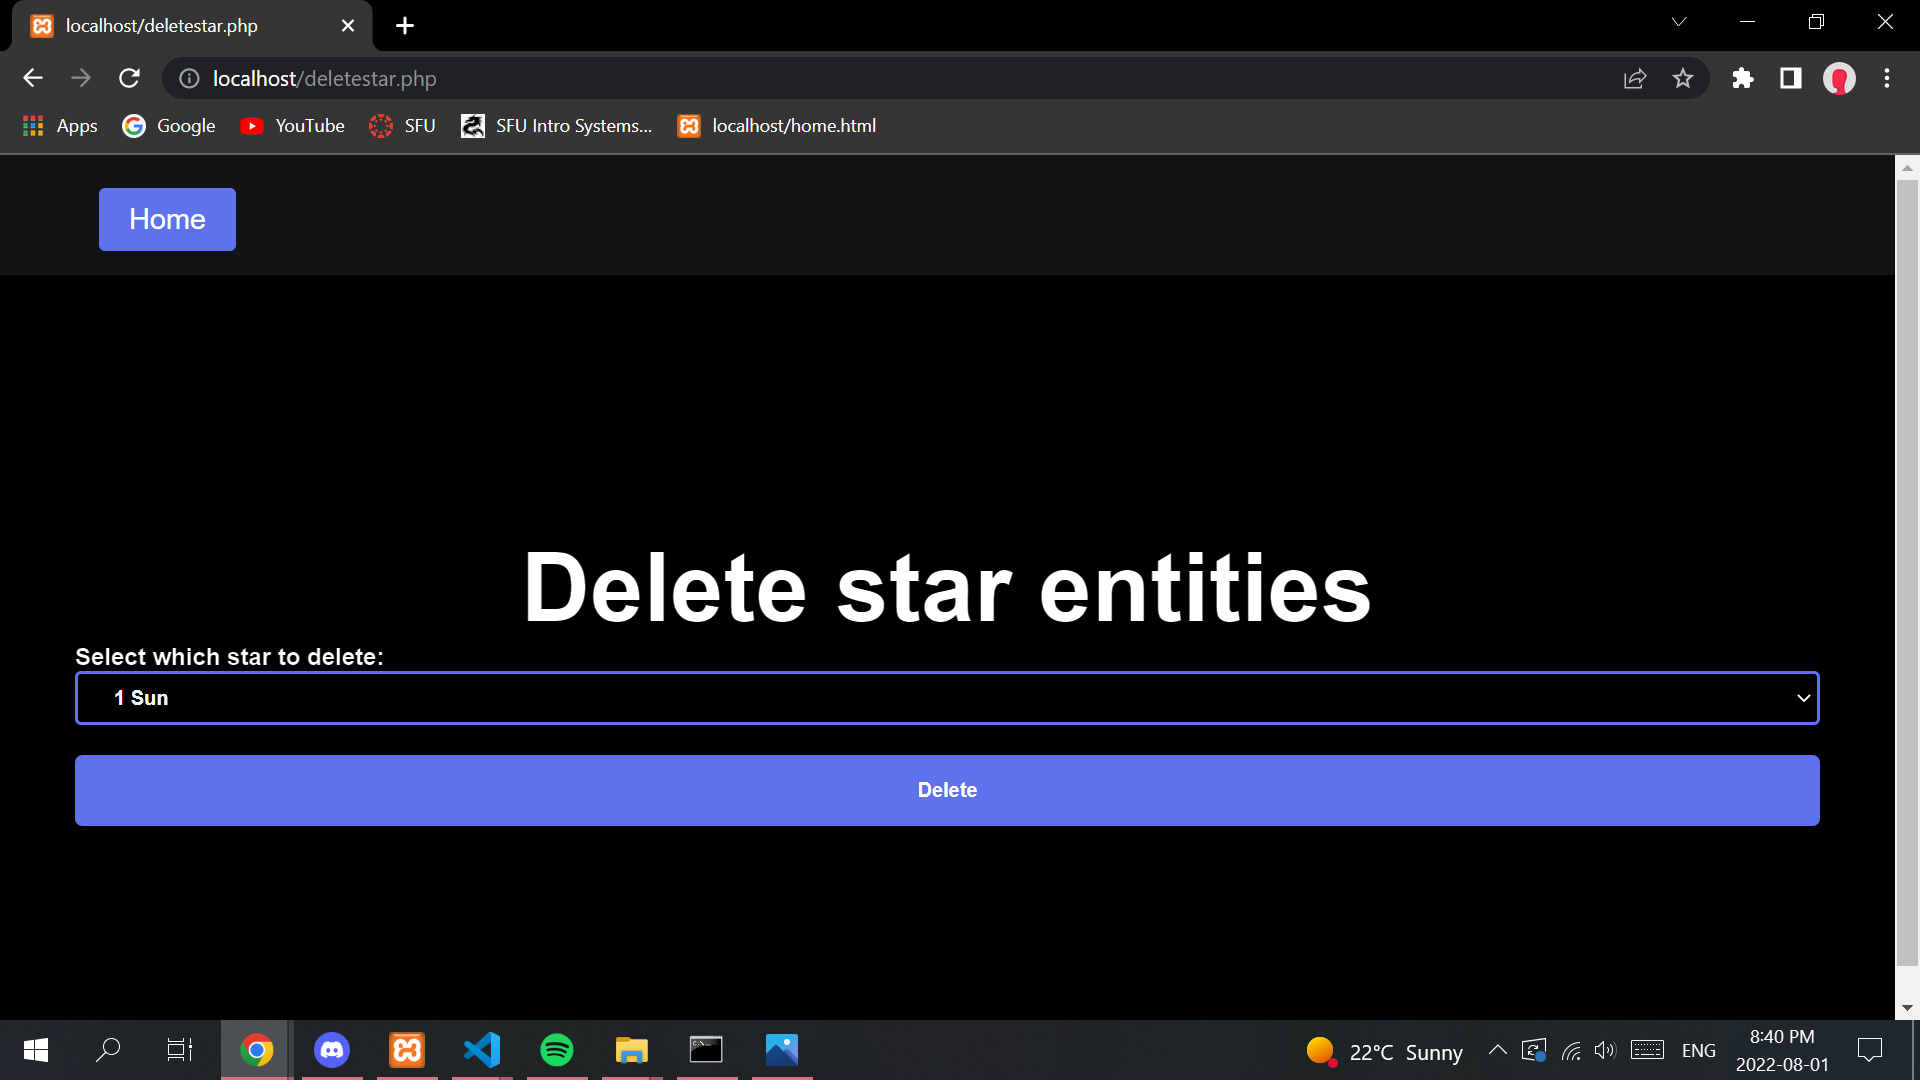 localhost/deletestar.php
localhost/deletestar.php
Apps Google YouTube SFU SFU Intro Systems... localhost/home.html
Home
Delete star entities
Select which star to delete:
1 Sun
Delete
22°C Sunny ENG 8:40 PM
2022-08-01